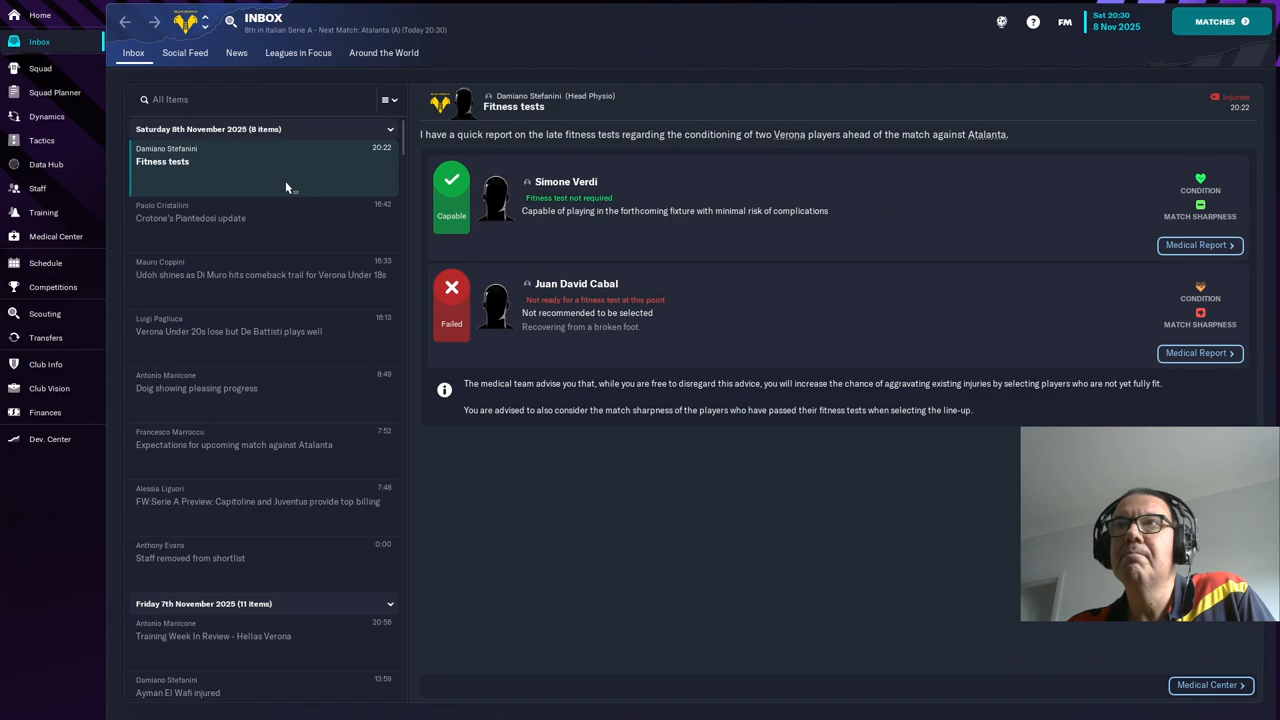 Home
Inbox
Squad
Squad Planner
Dynamics
Tactics
Data Hub
Staff
Training
Medical Center
Schedule
Competitions
Scouting
Transfers
Club Info
Club Vision
Finances
Dev. Center
INBOX
8th in Italian Serie A - Next Match: Atalanta (A) (Today 20:30)
FM
Sat 20:30
8 Nov 2025
MATCHES
Inbox
Social Feed
News
Leagues in Focus
Around the World
All Items
Saturday 8th November 2025 (8 items)
Damiano Stefanini 20:22
Fitness tests
Paolo Cristallini 16:42
Crotone's Piantedosi update
Mauro Coppini 16:33
Udoh shines as Di Muro hits comeback trail for Verona Under 18s
Luigi Pagliuca 16:13
Verona Under 20s lose but De Battisti plays well
Antonio Manicone 8:49
Doig showing pleasing progress
Francesco Marroccu 7:52
Expectations for upcoming match against Atalanta
Alessia Liguori 7:48
FW:Serie A Preview: Capitoline and Juventus provide top billing
Anthony Evans 0:00
Staff removed from shortlist
Friday 7th November 2025 (11 items)
Antonio Manicone 20:56
Training Week In Review - Hellas Verona
Damiano Stefanini 13:59
Ayman El Wafi injured
Damiano Stefanini (Head Physio)
Fitness tests
Injuries
20:22
I have a quick report on the late fitness tests regarding the conditioning of two Verona players ahead of the match against Atalanta.
Capable
Simone Verdi
Fitness test not required
Capable of playing in the forthcoming fixture with minimal risk of complications
CONDITION
MATCH SHARPNESS
Medical Report
Failed
Juan David Cabal
Not ready for a fitness test at this point
Not recommended to be selected
Recovering from a broken foot.
CONDITION
MATCH SHARPNESS
Medical Report
The medical team advise you that, while you are free to disregard this advice, you will increase the chance of aggravating existing injuries by selecting players who are not yet fully fit.
You are advised to also consider the match sharpness of the players who have passed their fitness tests when selecting the line-up.
Medical Center